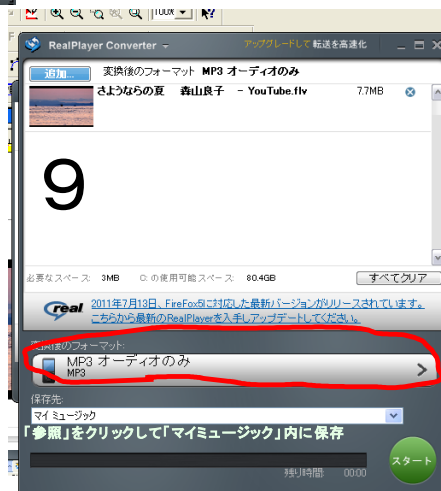 100%
RealPlayer Converter
アップグレードして転送を高速化
追加...
変換後のフォーマット MP3 オーディオのみ
さようならの夏 森山良子 - YouTube.flv 7.7MB
9
必要なスペース: 3MB C: の使用可能スペース: 80.4GB すべてクリア
real
2011年7月13日、FireFox5に対応した最新バージョンがリリースされています。
こちらから最新のRealPlayerを入手しアップデートしてください。
変換後のフォーマット:
MP3 オーディオのみ
MP3
保存先:
マイ ミュージック
「参照」をクリックして「マイミュージック」内に保存
スタート
残り時間: 00:00